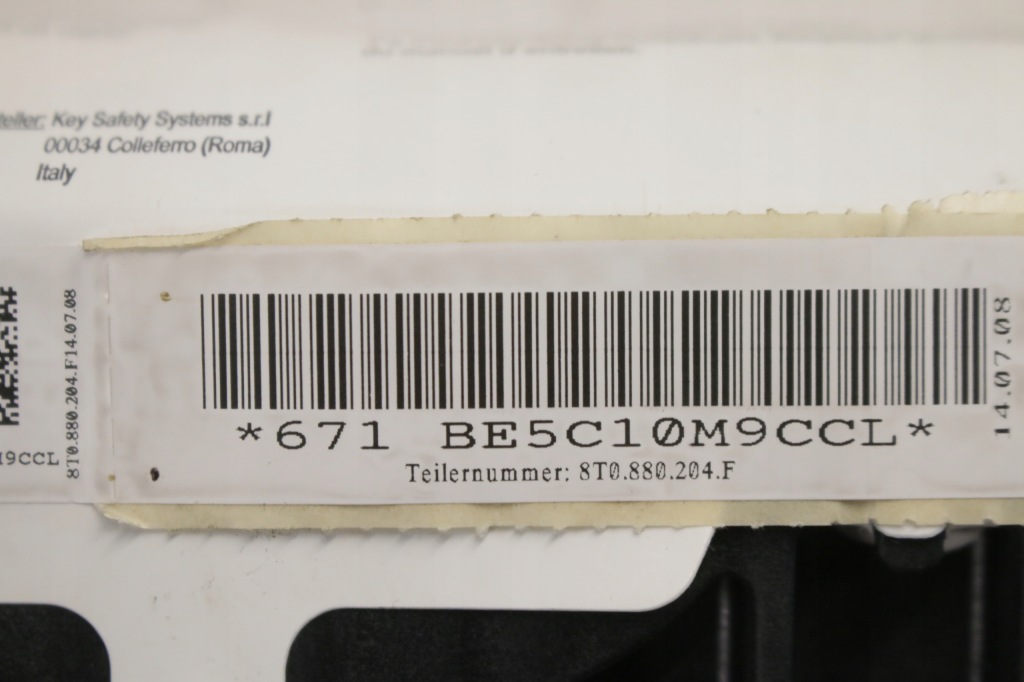 teller: Key Safety Systems s.r.l
00034 Colleferro (Roma)
Italy
8T0.880.204.F14.07.08
M9CCL
*671 BE5C10M9CCL*
Teilernummer: 8T0.880.204.F
14.07.08